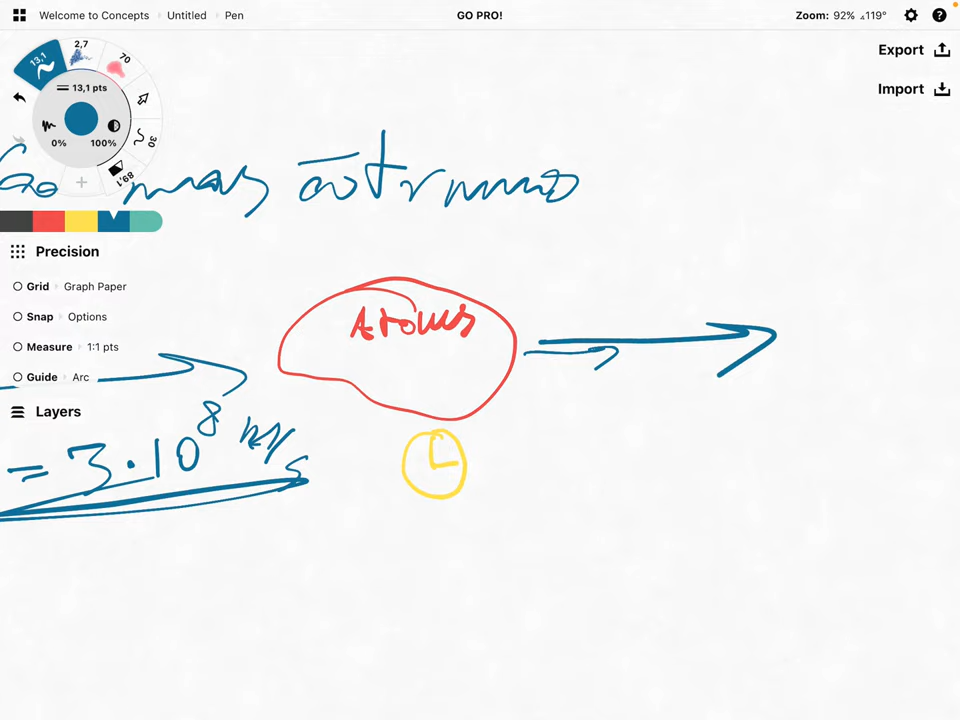 Welcome to Concepts › Untitled › Pen
GO PRO!
Zoom: 92% ⊿119°
Export
Import
13,1
2,7
70
13,1 pts
0%
100%
30
89,1
Precision
Grid › Graph Paper
Snap › Options
Measure › 1:1 pts
Guide › Arc
Layers
Atoms
= 3·10⁸